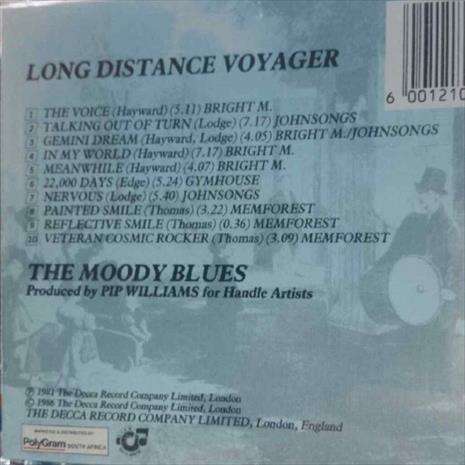 LONG DISTANCE VOYAGER
6 001210
1 THE VOICE (Hayward) (5.11) BRIGHT M.
2 TALKING OUT OF TURN (Lodge) (7.17) JOHNSONGS
3 GEMINI DREAM (Hayward, Lodge) (4.05) BRIGHT M./JOHNSONGS
4 IN MY WORLD (Hayward) (7.17) BRIGHT M.
5 MEANWHILE (Hayward) (4.07) BRIGHT M.
6 22,000 DAYS (Edge) (5.24) GYMHOUSE
7 NERVOUS (Lodge) (5.40) JOHNSONGS
8 PAINTED SMILE (Thomas) (3.22) MEMFOREST
9 REFLECTIVE SMILE (Thomas) (0.36) MEMFOREST
10 VETERAN COSMIC ROCKER (Thomas) (3.09) MEMFOREST
THE MOODY BLUES
Produced by PIP WILLIAMS for Handle Artists
℗ 1981 The Decca Record Company Limited, London
© 1986 The Decca Record Company Limited, London
THE DECCA RECORD COMPANY LIMITED, London, England
PolyGram SOUTH AFRICA